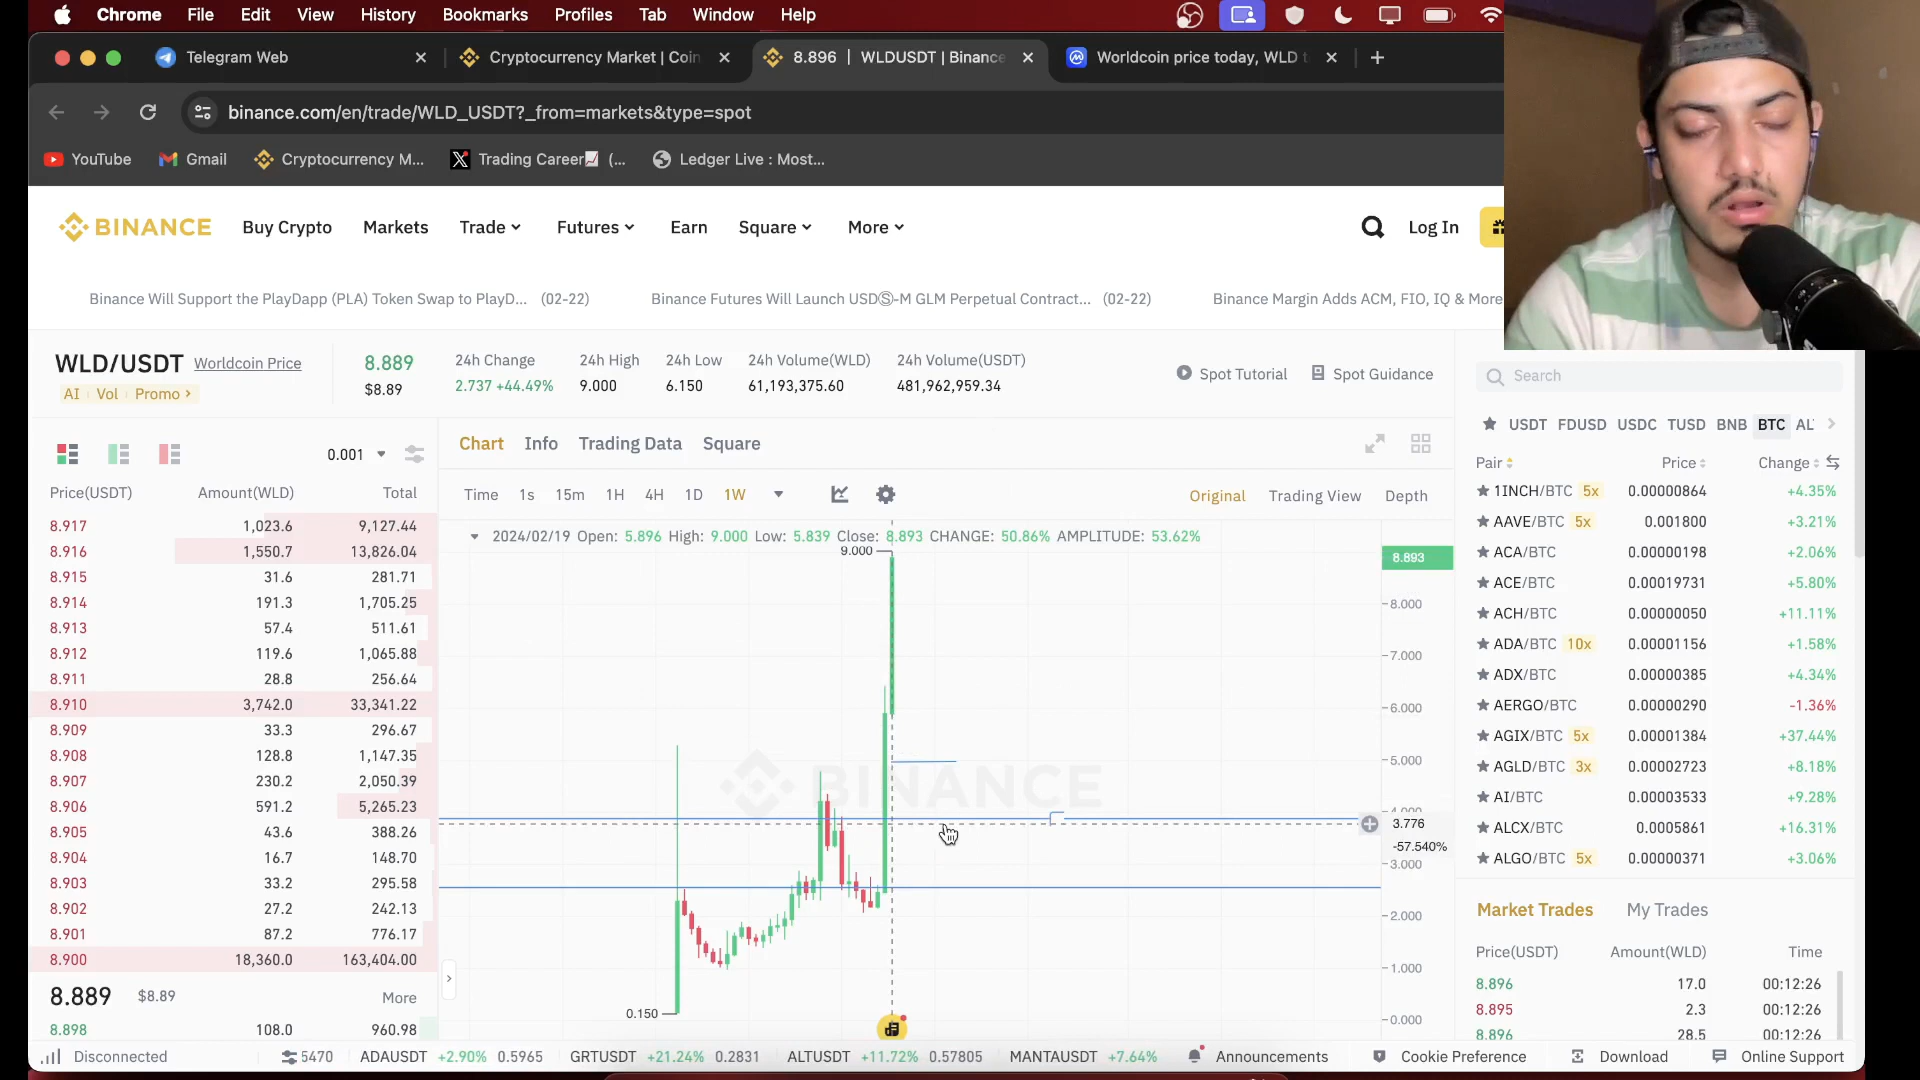 Chrome File Edit View History Bookmarks Profiles Tab Window Help
Telegram Web
Cryptocurrency Market | Coin
8.896 | WLDUSDT | Binance
Worldcoin price today, WLD t
binance.com/en/trade/WLD_USDT?_from=markets&type=spot
YouTube Gmail Cryptocurrency M... Trading Career (... Ledger Live : Most...
BINANCE Buy Crypto Markets Trade Futures Earn Square More Log In
Binance Will Support the PlayDapp (PLA) Token Swap to PlayD... (02-22) Binance Futures Will Launch USDⓈ-M GLM Perpetual Contract... (02-22) Binance Margin Adds ACM, FIO, IQ & More
WLD/USDT Worldcoin Price
AI Vol Promo
8.889
$8.89
24h Change 24h High 24h Low 24h Volume(WLD) 24h Volume(USDT)
2.737 +44.49% 9.000 6.150 61,193,375.60 481,962,959.34
Spot Tutorial Spot Guidance
0.001
Price(USDT) Amount(WLD) Total
8.917 1,023.6 9,127.44
8.916 1,550.7 13,826.04
8.915 31.6 281.71
8.914 191.3 1,705.25
8.913 57.4 511.61
8.912 119.6 1,065.88
8.911 28.8 256.64
8.910 3,742.0 33,341.22
8.909 33.3 296.67
8.908 128.8 1,147.35
8.907 230.2 2,050.39
8.906 591.2 5,265.23
8.905 43.6 388.26
8.904 16.7 148.70
8.903 33.2 295.58
8.902 27.2 242.13
8.901 87.2 776.17
8.900 18,360.0 163,404.00
8.889 $8.89 More
8.898 108.0 960.98
Chart Info Trading Data Square
Time 1s 15m 1H 4H 1D 1W
Original Trading View Depth
2024/02/19 Open: 5.896 High: 9.000 Low: 5.839 Close: 8.893 CHANGE: 50.86% AMPLITUDE: 53.62%
9.000
8.893
8.000
7.000
6.000
5.000
BINANCE
4.000
3.776
-57.540%
3.000
2.000
1.000
0.150
0.000
Search
USDT FDUSD USDC TUSD BNB BTC AL
Pair Price Change
1INCH/BTC 5x 0.00000864 +4.35%
AAVE/BTC 5x 0.001800 +3.21%
ACA/BTC 0.00000198 +2.06%
ACE/BTC 0.00019731 +5.80%
ACH/BTC 0.00000050 +11.11%
ADA/BTC 10x 0.00001156 +1.58%
ADX/BTC 0.00000385 +4.34%
AERGO/BTC 0.00000290 -1.36%
AGIX/BTC 5x 0.00001384 +37.44%
AGLD/BTC 3x 0.00002723 +8.18%
AI/BTC 0.00003533 +9.28%
ALCX/BTC 0.0005861 +16.31%
ALGO/BTC 5x 0.00000371 +3.06%
Market Trades My Trades
Price(USDT) Amount(WLD) Time
8.896 17.0 00:12:26
8.895 2.3 00:12:26
8.896 28.5 00:12:26
Disconnected 5470 ADAUSDT +2.90% 0.5965 GRTUSDT +21.24% 0.2831 ALTUSDT +11.72% 0.57805 MANTAUSDT +7.64% Announcements Cookie Preference Download Online Support